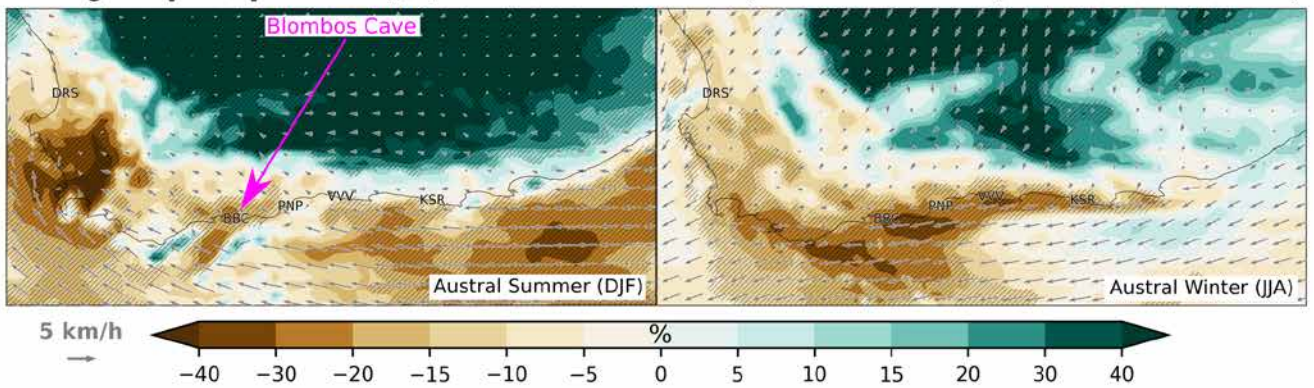 Blombos Cave
DRS
BBC
PNP
VVV
KSR
Austral Summer (DJF)
DRS
BBC
PNP
VVV
KSR
Austral Winter (JJA)
5 km/h
%
−40 −30 −20 −15 −10 −5 0 5 10 15 20 30 40